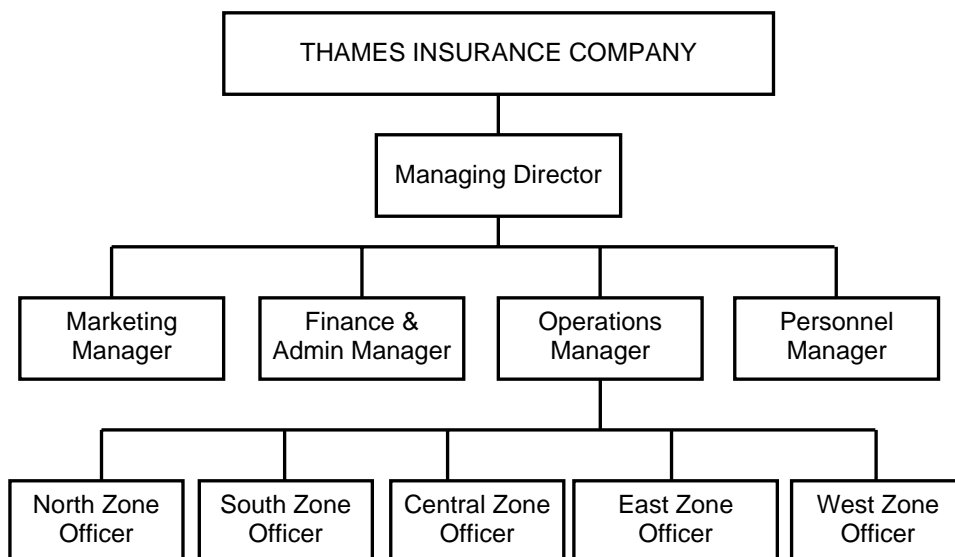 THAMES INSURANCE COMPANY
Managing Director
Marketing
Manager
Finance &
Admin Manager
Operations
Manager
Personnel
Manager
North Zone
Officer
South Zone
Officer
Central Zone
Officer
East Zone
Officer
West Zone
Officer